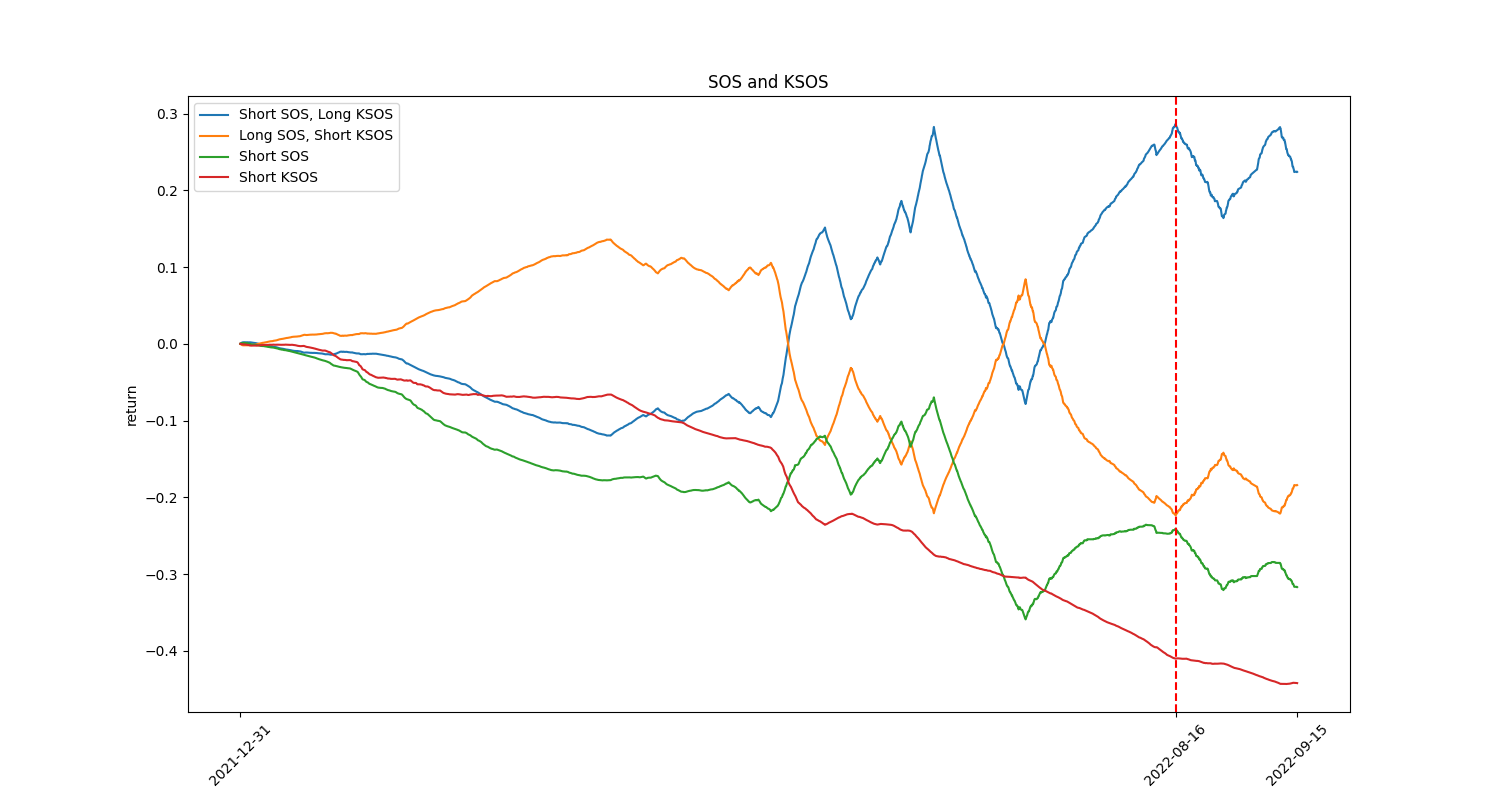 SOS and KSOS
Short SOS, Long KSOS
Long SOS, Short KSOS
Short SOS
Short KSOS
return
0.3
0.2
0.1
0.0
−0.1
−0.2
−0.3
−0.4
2021-12-31
2022-08-16
2022-09-15